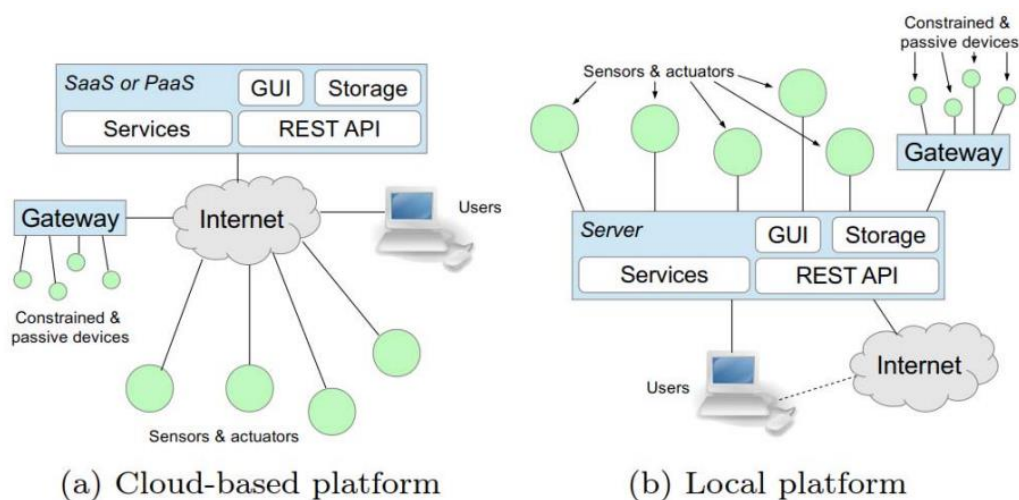 SaaS or PaaS
GUI
Storage
Services
REST API
Gateway
Internet
Users
Constrained &
passive devices
Sensors & actuators
(a) Cloud-based platform
Constrained &
passive devices
Sensors & actuators
Gateway
Server
GUI
Storage
Services
REST API
Internet
Users
(b) Local platform